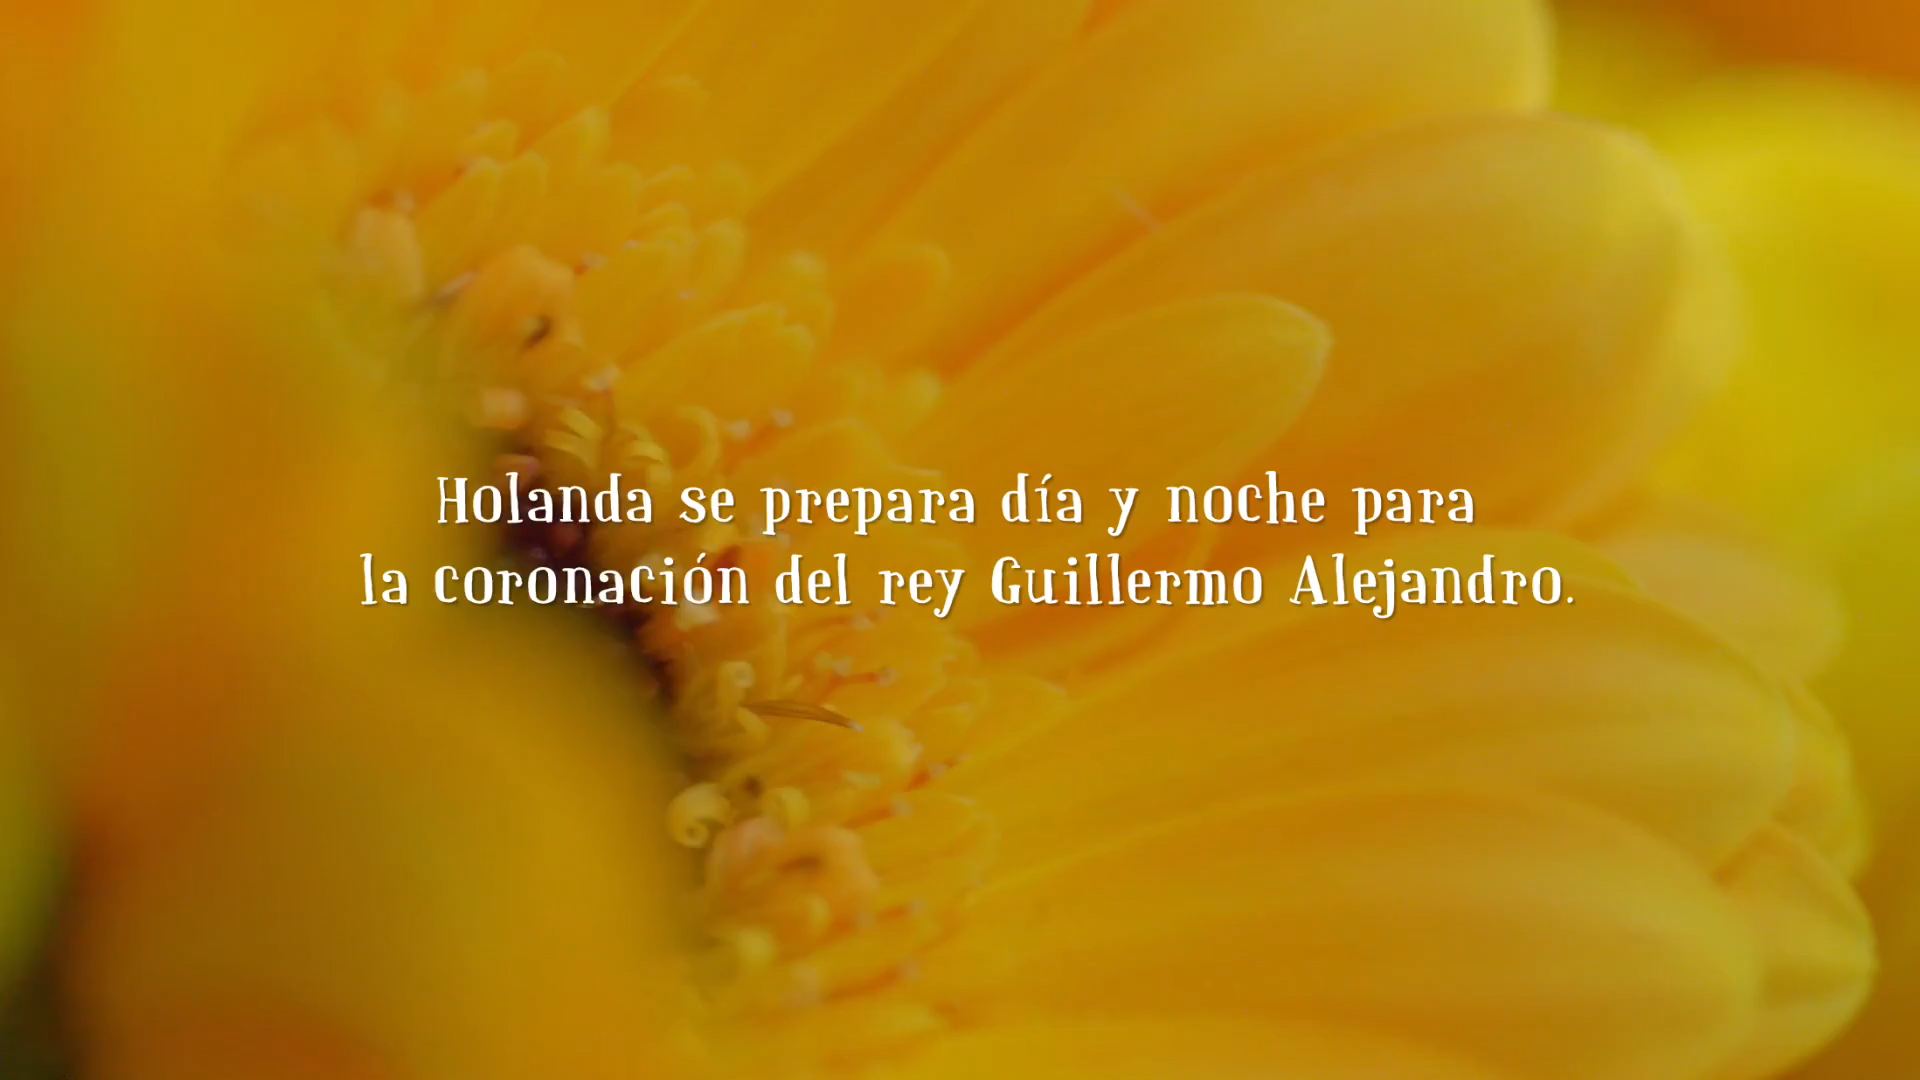 Holanda se prepara día y noche para
la coronación del rey Guillermo Alejandro.